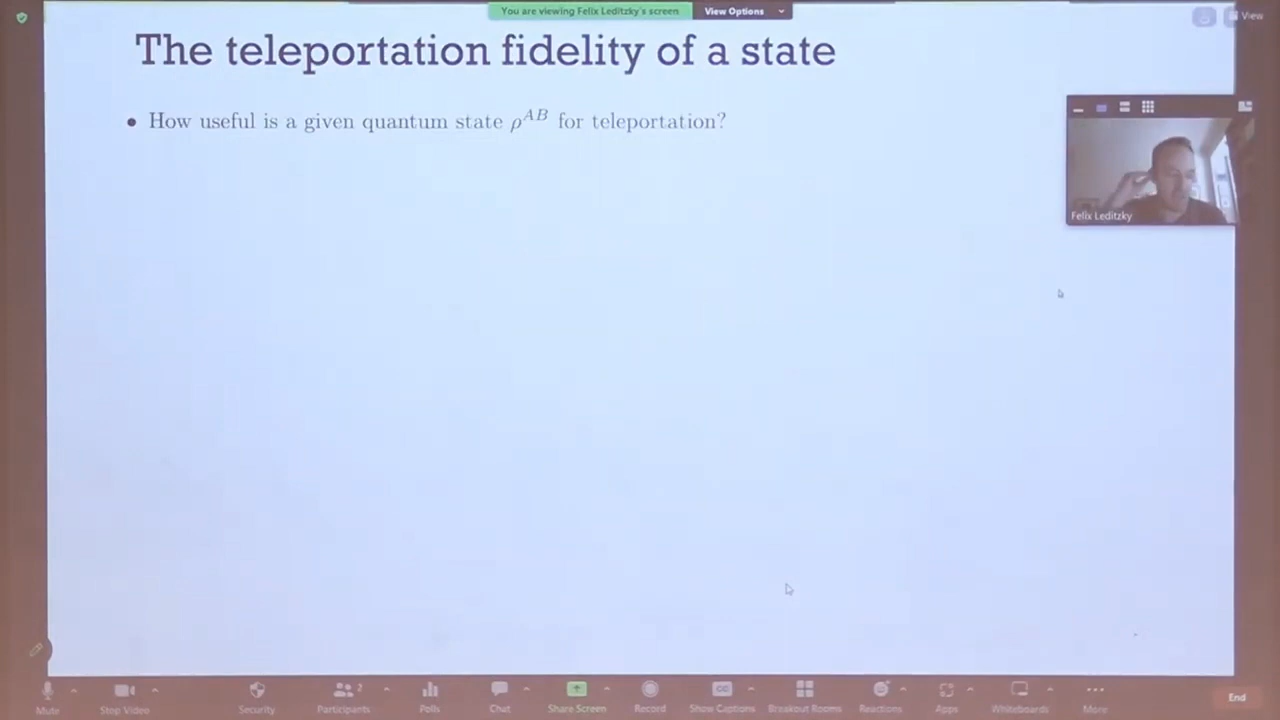 You are viewing Felix Leditzky's screen
View Options
View
The teleportation fidelity of a state
• How useful is a given quantum state ρ^{AB} for teleportation?
Felix Leditzky
Mute
Stop Video
Security
Participants
2
Polls
Chat
Share Screen
Record
CC
Show Captions
Breakout Rooms
Reactions
Apps
Whiteboards
More
End